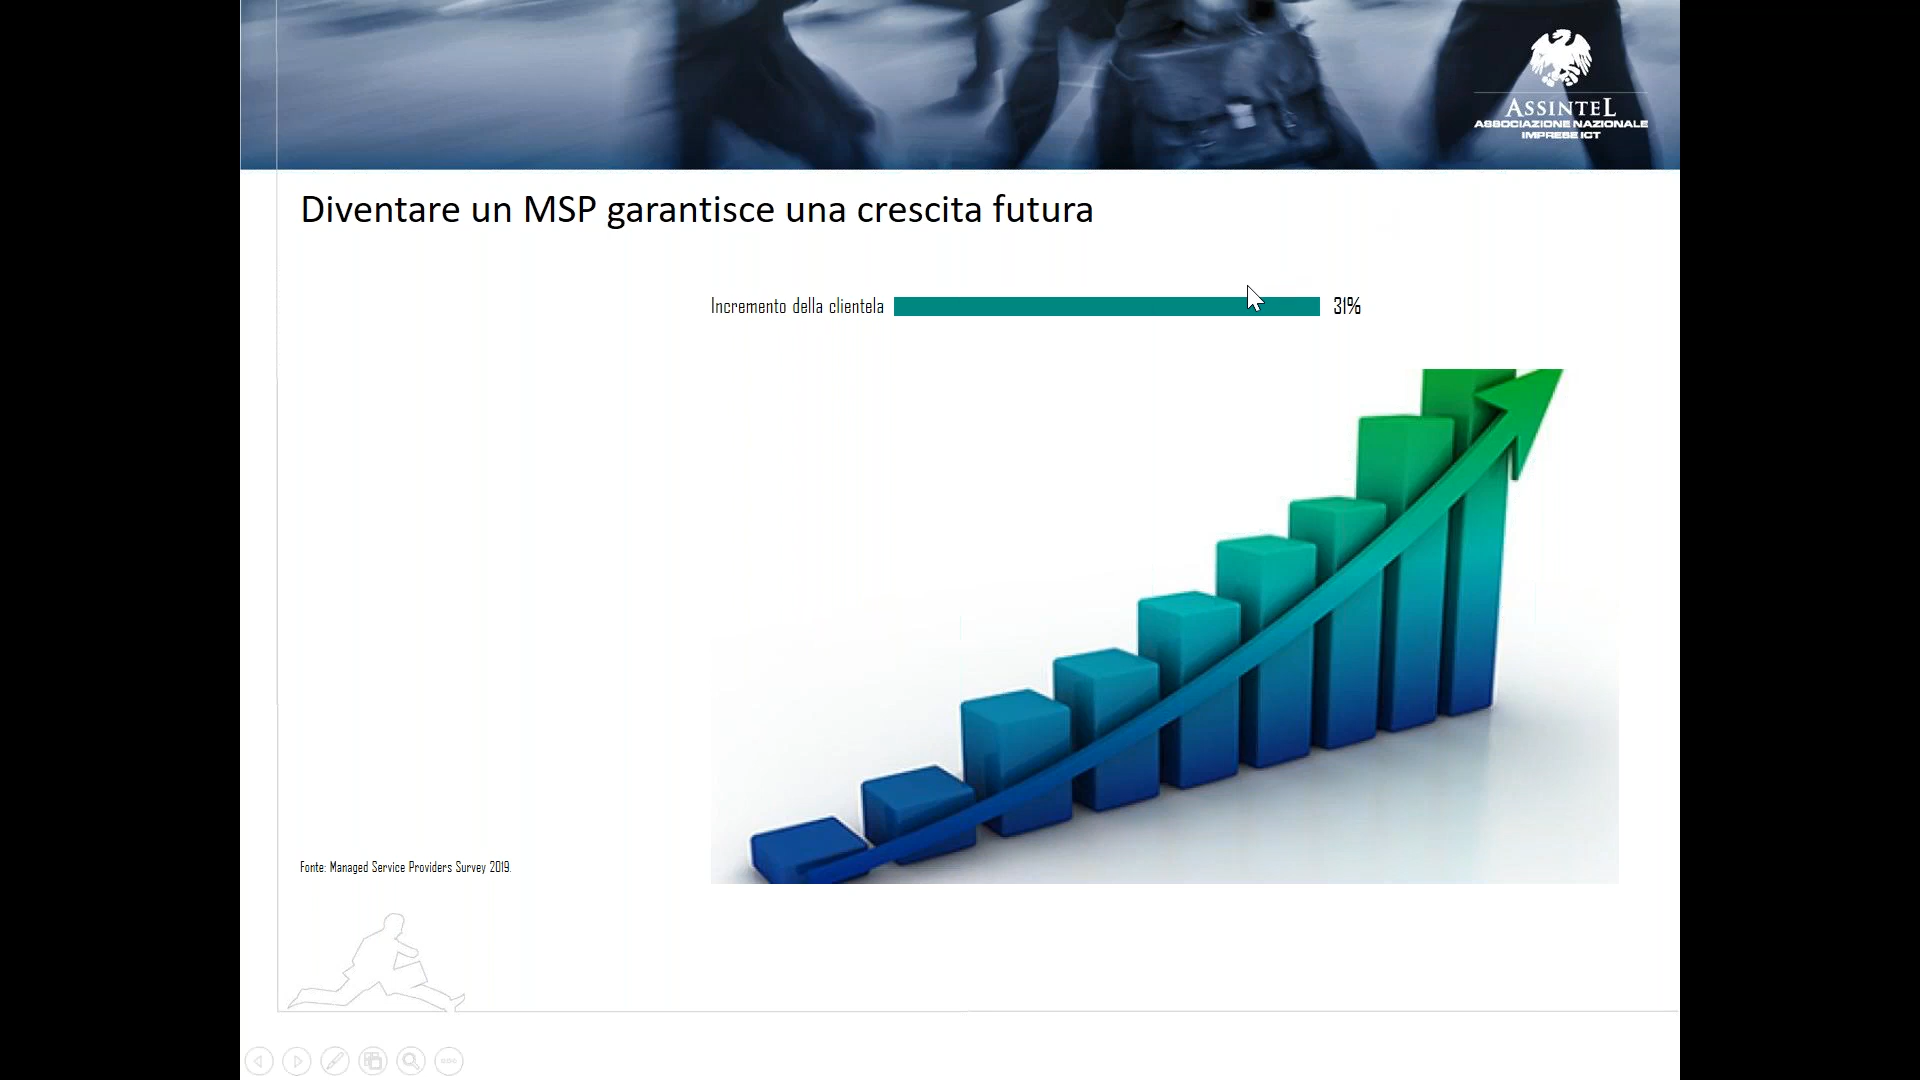 ASSINTEL
ASSOCIAZIONE NAZIONALE
IMPRESE ICT
Diventare un MSP garantisce una crescita futura
Incremento della clientela 31%
Fonte: Managed Service Providers Survey 2019.